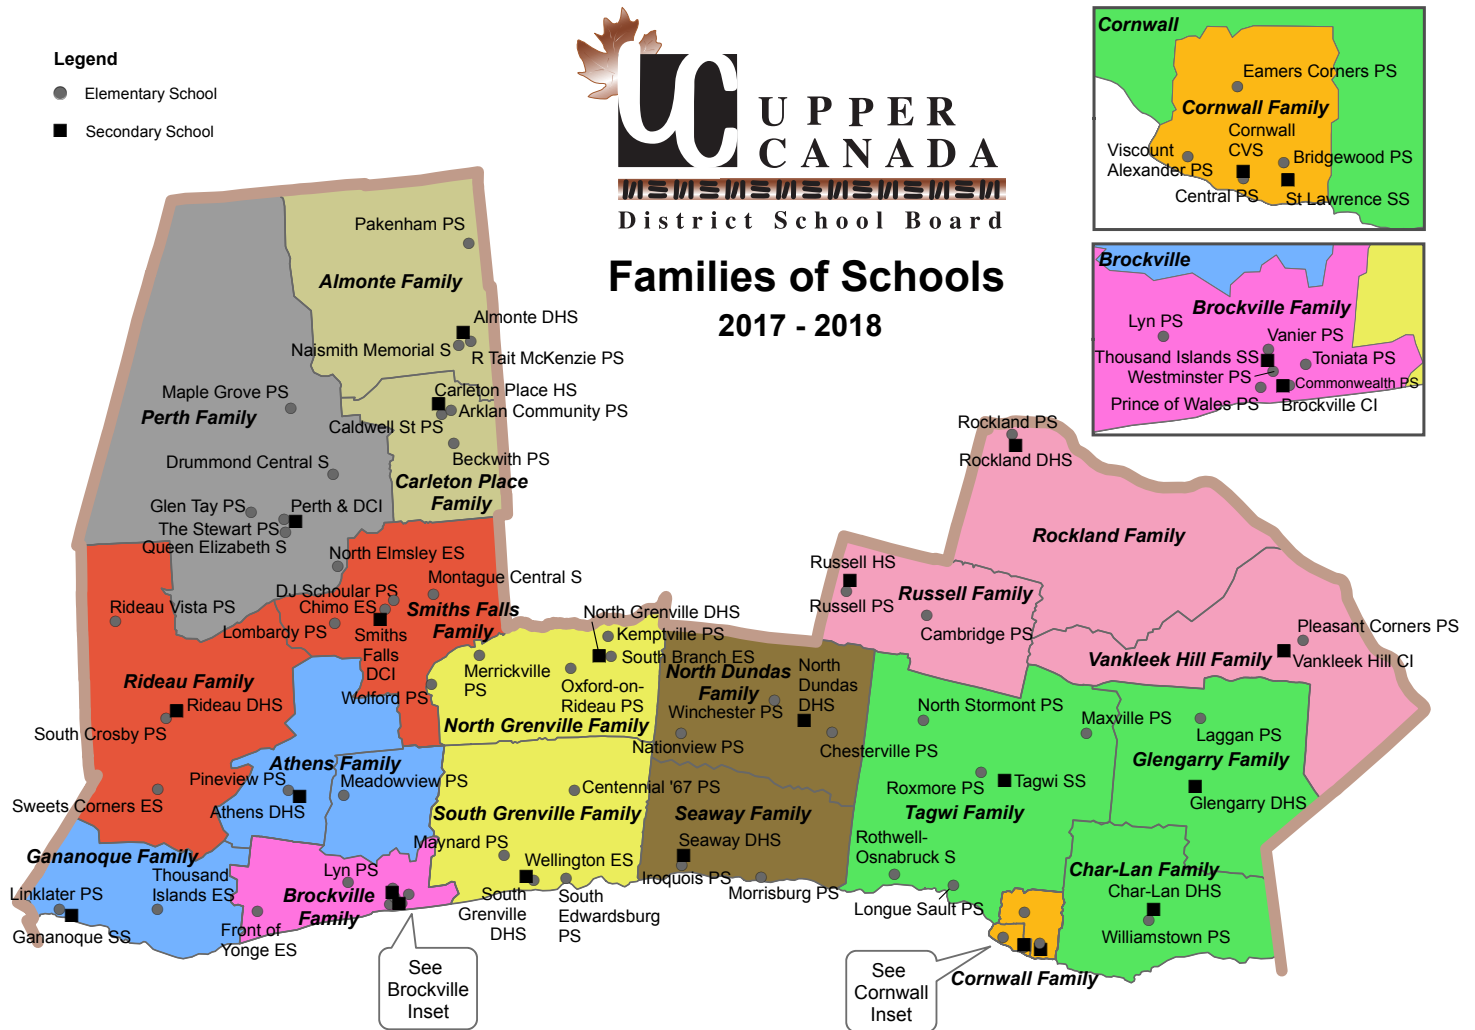 Legend
Elementary School
Secondary School
UC
UPPER
CANADA
District School Board
Families of Schools
2017 - 2018
Cornwall
Eamers Corners PS
Cornwall Family
Cornwall
CVS
Viscount
Alexander PS
Bridgewood PS
Central PS
St Lawrence SS
Brockville
Brockville Family
Lyn PS
Vanier PS
Thousand Islands SS
Toniata PS
Westminster PS
Commonwealth PS
Prince of Wales PS
Brockville CI
Pakenham PS
Almonte Family
Almonte DHS
Naismith Memorial S
R Tait McKenzie PS
Maple Grove PS
Perth Family
Carleton Place HS
Arklan Community PS
Caldwell St PS
Beckwith PS
Carleton Place
Family
Drummond Central S
Glen Tay PS
Perth & DCI
The Stewart PS
Queen Elizabeth S
North Elmsley ES
Montague Central S
DJ Schoular PS
Chimo ES
Smiths Falls
Family
Rideau Vista PS
Lombardy PS
Smiths
Falls
DCI
Rideau Family
Rideau DHS
South Crosby PS
Wolford PS
Sweets Corners ES
Athens Family
Pineview PS
Meadowview PS
Athens DHS
Gananoque Family
Linklater PS
Thousand
Islands ES
Gananoque SS
Lyn PS
Brockville
Family
Front of
Yonge ES
See
Brockville
Inset
North Grenville DHS
Kemptville PS
South Branch ES
Merrickville
PS
Oxford-on-
Rideau PS
North Grenville Family
Centennial '67 PS
South Grenville Family
Maynard PS
Wellington ES
South
Grenville
DHS
South
Edwardsburg
PS
North Dundas
Family
North
Dundas
DHS
Winchester PS
Nationview PS
Chesterville PS
Seaway Family
Seaway DHS
Iroquois PS
Morrisburg PS
Rockland PS
Rockland DHS
Rockland Family
Russell HS
Russell PS
Russell Family
Cambridge PS
Pleasant Corners PS
Vankleek Hill Family
Vankleek Hill CI
North Stormont PS
Maxville PS
Laggan PS
Glengarry Family
Glengarry DHS
Roxmore PS
Tagwi SS
Tagwi Family
Rothwell-
Osnabruck S
Longue Sault PS
Char-Lan Family
Char-Lan DHS
Williamstown PS
See
Cornwall
Inset
Cornwall Family